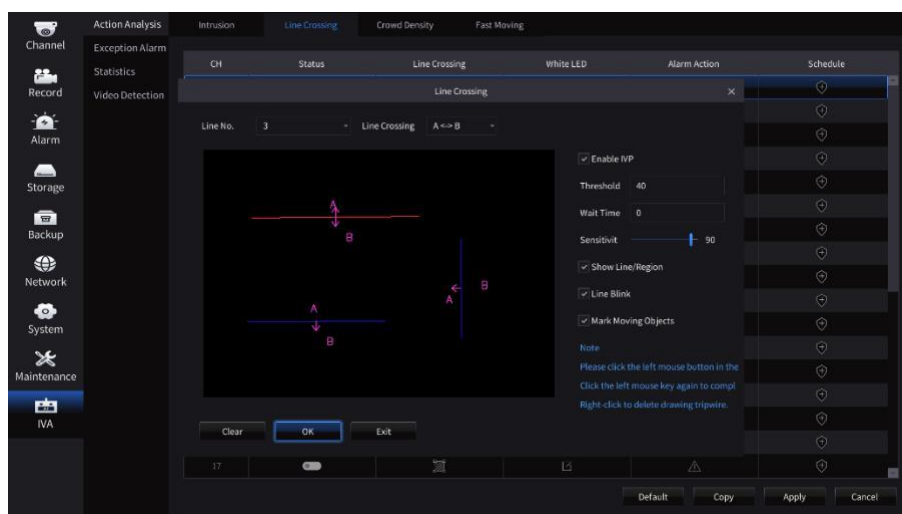 Channel
Record
Alarm
Storage
Backup
Network
System
Maintenance
IVA
Action Analysis
Exception Alarm
Statistics
Video Detection
Intrusion Line Crossing Crowd Density Fast Moving
CH Status Line Crossing White LED Alarm Action Schedule
Line Crossing ×
Line No. 3 Line Crossing A <-> B
A
B
A
B
A
B
Enable IVP
Threshold 40
Wait Time 0
Sensitivit 90
Show Line/Region
Line Blink
Mark Moving Objects
Note
Please click the left mouse button in the
Click the left mouse key again to compl
Right-click to delete drawing tripwire.
Clear OK Exit
17
Default Copy Apply Cancel